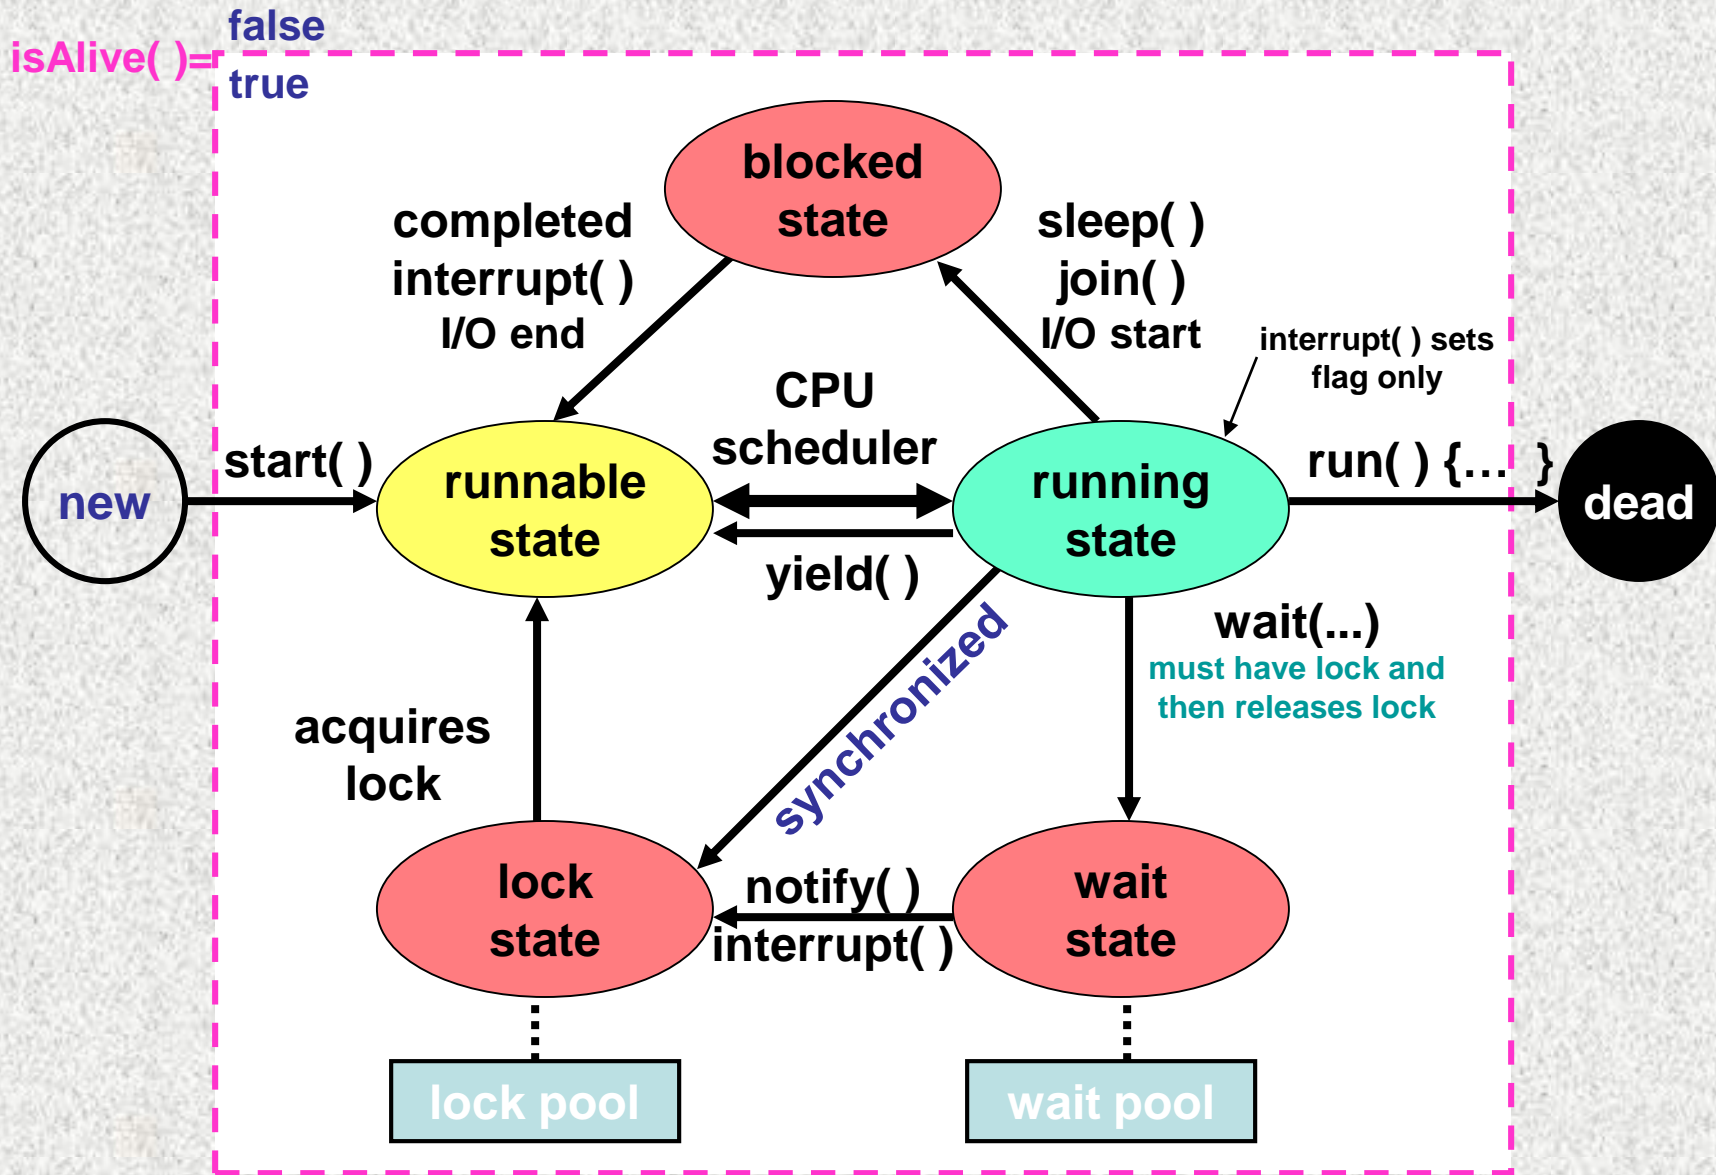 false
isAlive( )=
true
blocked
state
completed
interrupt( )
I/O end
sleep( )
join( )
I/O start
interrupt( ) sets
flag only
CPU
scheduler
new
start( )
runnable
state
running
state
run( ) {… }
dead
yield( )
synchronized
wait(...)
must have lock and
then releases lock
acquires
lock
lock
state
notify( )
interrupt( )
wait
state
lock pool
wait pool